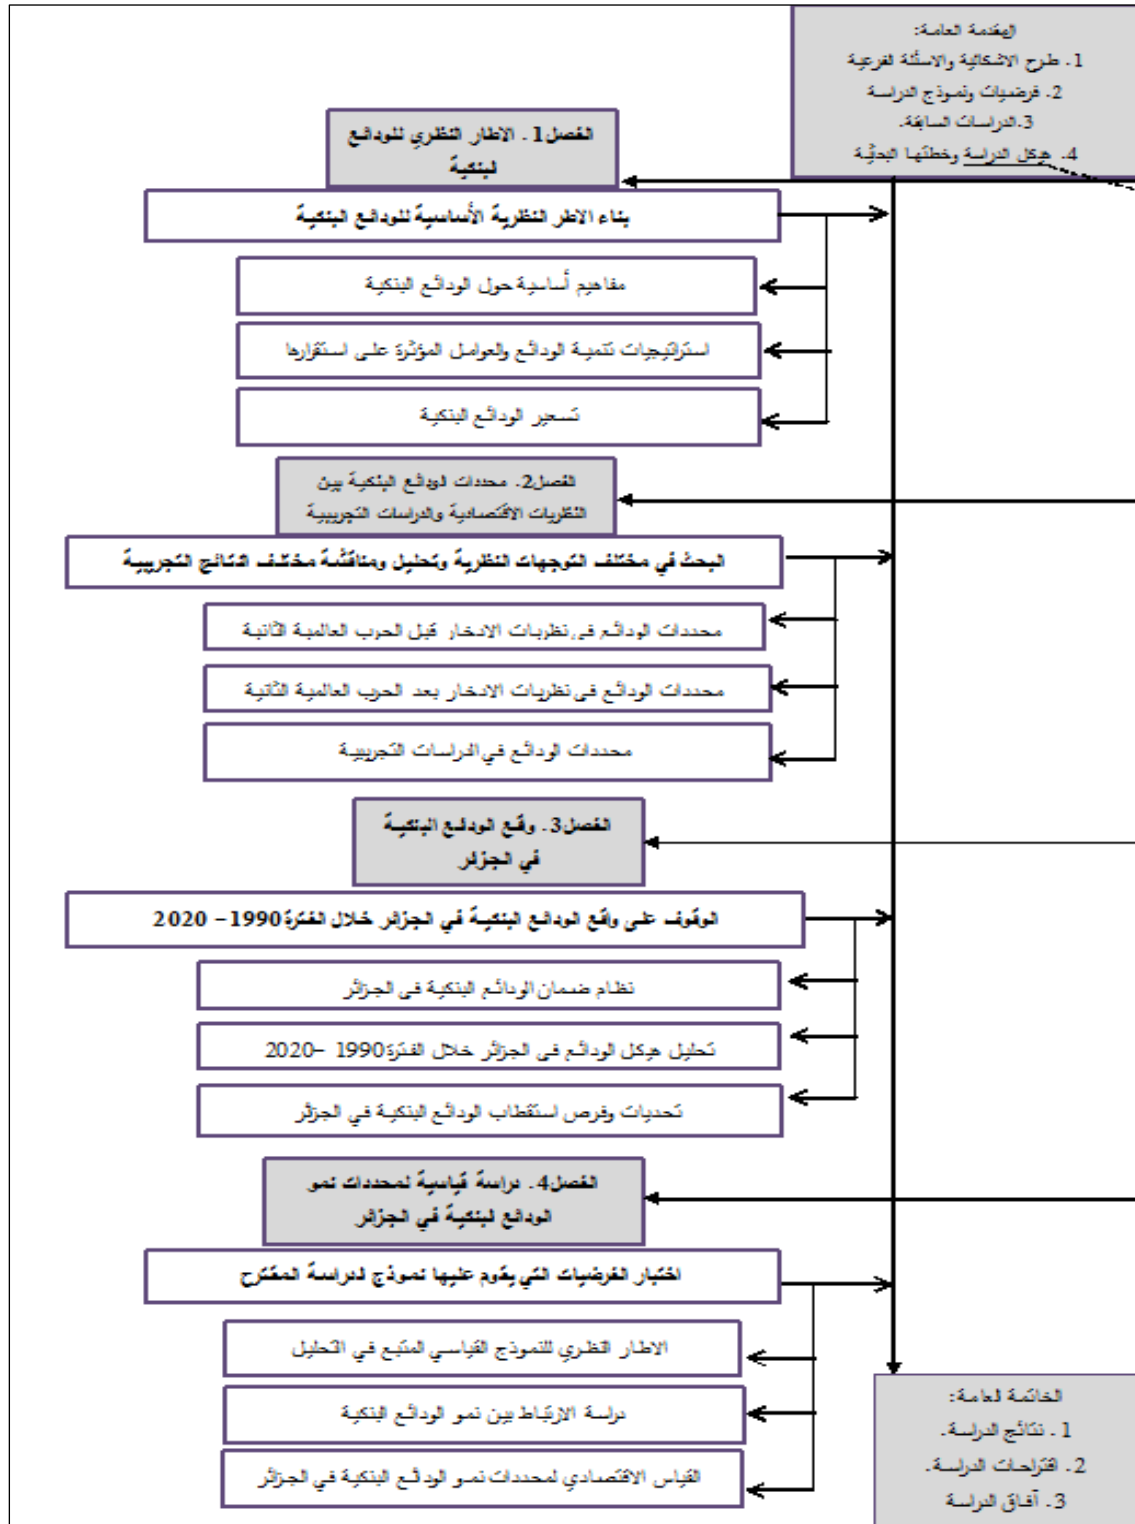 المقدمة العامة:
1. طرح الاشكالية والاسئلة الفرعية
2. فرضيات ونموذج الدراسة
3.الدراسات السابقة.
4. هيكل الدراسة وخطتها البحثية
الفصل1. الاطار النظري للودائع
البنكية
بناء الاطر النظرية الأساسية للودائع البنكية
مفاهيم أساسية حول الودائع البنكية
استراتيجيات تنمية الودائع والعوامل المؤثرة على استقرارها
تسعير الودائع البنكية
الفصل2. محددات الودائع البنكية بين
النظريات الاقتصادية والدراسات التجريبية
البحث في مختلف التوجهات النظرية وتحليل ومناقشة مختلف النتائج التجريبية
محددات الودائع في نظريات الادخار قبل الحرب العالمية الثانية
محددات الودائع في نظريات الادخار بعد الحرب العالمية الثانية
محددات الودائع في الدراسات التجريبية
الفصل3. واقع الودائع البنكية
في الجزائر
الوقوف على واقع الودائع البنكية في الجزائر خلال الفترة1990– 2020
نظام ضمان الودائع البنكية في الجزائر
تحليل هيكل الودائع في الجزائر خلال الفترة1990 –2020
تحديات وفرص استقطاب الودائع البنكية في الجزائر
الفصل4. دراسة قياسية لمحددات نمو
الودائع البنكية في الجزائر
اختبار الفرضيات التي يقوم عليها نموذج الدراسة المقترح
الاطار النظري للنموذج القياسي المتبع في التحليل
دراسة الارتباط بين نمو الودائع البنكية
القياس الاقتصادي لمحددات نمو الودائع البنكية في الجزائر
الخاتمة العامة:
1. نتائج الدراسة.
2. اقتراحات الدراسة.
3. آفاق الدراسة